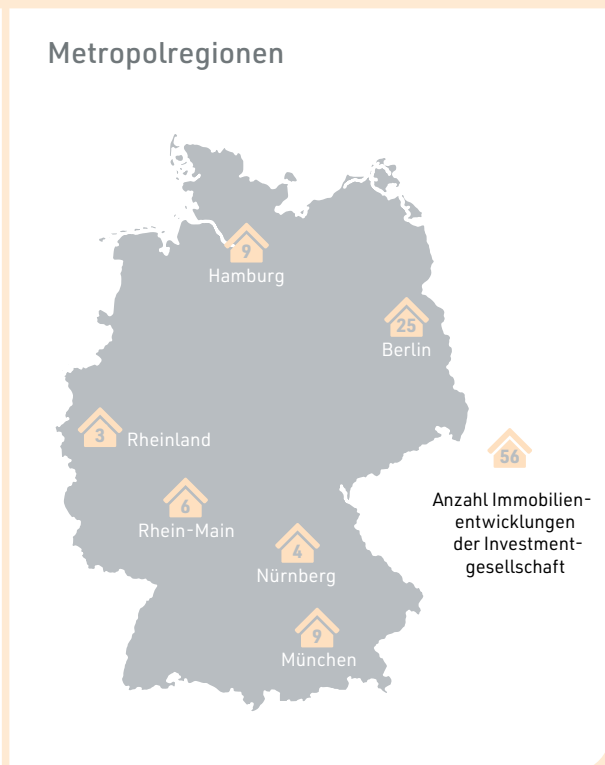 Metropolregionen
9
Hamburg
25
Berlin
3
Rheinland
56
Anzahl Immobilien-
entwicklungen
der Investment-
gesellschaft
6
Rhein-Main
4
Nürnberg
9
München